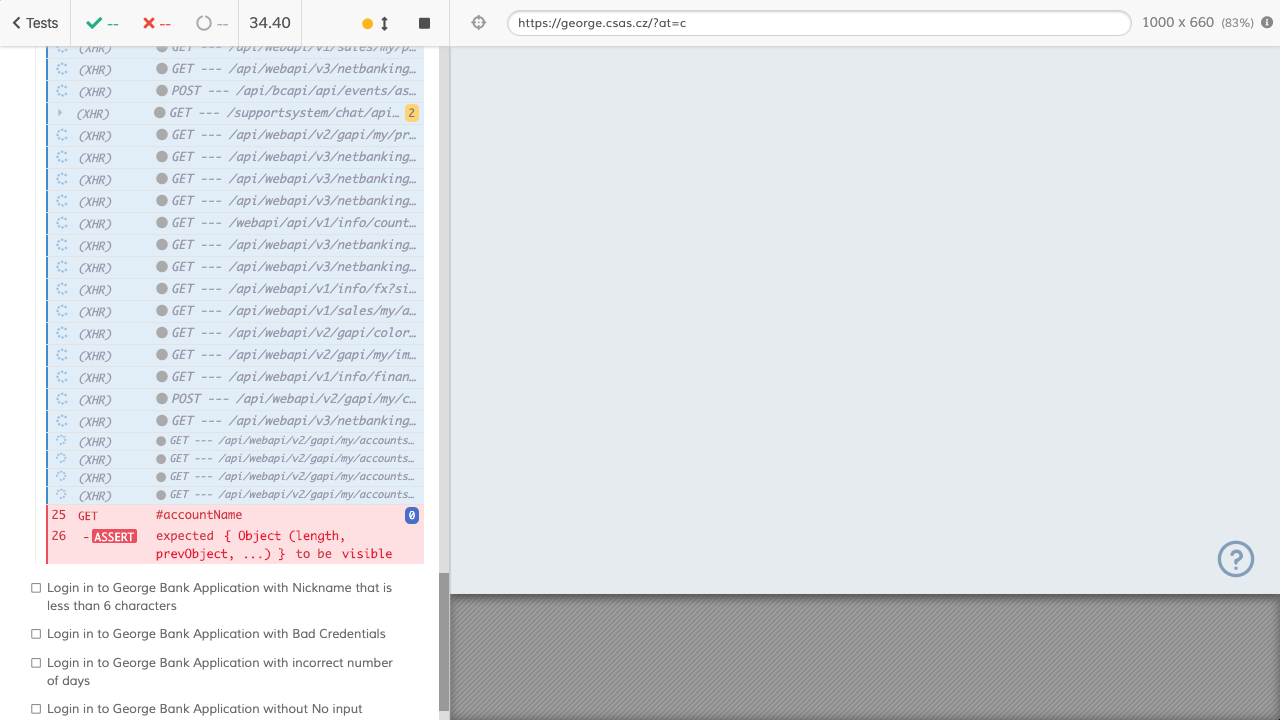 Tests -- -- -- 34.40 https://george.csas.cz/?at=c 1000 x 660 (83%)
(XHR) GET --- /api/webapi/v1/sales/my/p...
(XHR) GET --- /api/webapi/v3/netbanking...
(XHR) POST --- /api/bcapi/api/events/as...
(XHR) GET --- /supportsystem/chat/api... 2
(XHR) GET --- /api/webapi/v2/gapi/my/pr...
(XHR) GET --- /api/webapi/v3/netbanking...
(XHR) GET --- /api/webapi/v3/netbanking...
(XHR) GET --- /api/webapi/v3/netbanking...
(XHR) GET --- /webapi/api/v1/info/count...
(XHR) GET --- /api/webapi/v3/netbanking...
(XHR) GET --- /api/webapi/v3/netbanking...
(XHR) GET --- /api/webapi/v1/info/fx?si...
(XHR) GET --- /api/webapi/v1/sales/my/a...
(XHR) GET --- /api/webapi/v2/gapi/color...
(XHR) GET --- /api/webapi/v2/gapi/my/im...
(XHR) GET --- /api/webapi/v1/info/finan...
(XHR) POST --- /api/webapi/v2/gapi/my/c...
(XHR) GET --- /api/webapi/v3/netbanking...
(XHR) GET --- /api/webapi/v2/gapi/my/accounts...
(XHR) GET --- /api/webapi/v2/gapi/my/accounts...
(XHR) GET --- /api/webapi/v2/gapi/my/accounts...
(XHR) GET --- /api/webapi/v2/gapi/my/accounts...
25 GET #accountName 0
26 -ASSERT expected { Object (length,
prevObject, ...) } to be visible
Login in to George Bank Application with Nickname that is
less than 6 characters
Login in to George Bank Application with Bad Credentials
Login in to George Bank Application with incorrect number
of days
Login in to George Bank Application without No input